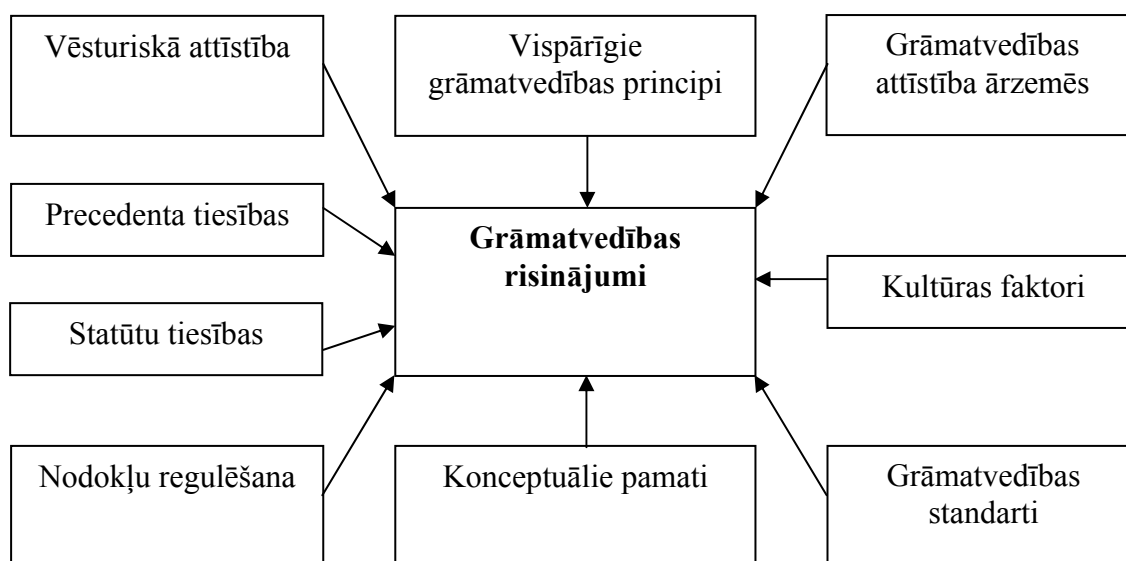 Vēsturiskā attīstība
Vispārīgie
grāmatvedības principi
Grāmatvedības
attīstība ārzemēs
Precedenta tiesības
Grāmatvedības
risinājumi
Kultūras faktori
Statūtu tiesības
Nodokļu regulēšana
Konceptuālie pamati
Grāmatvedības
standarti